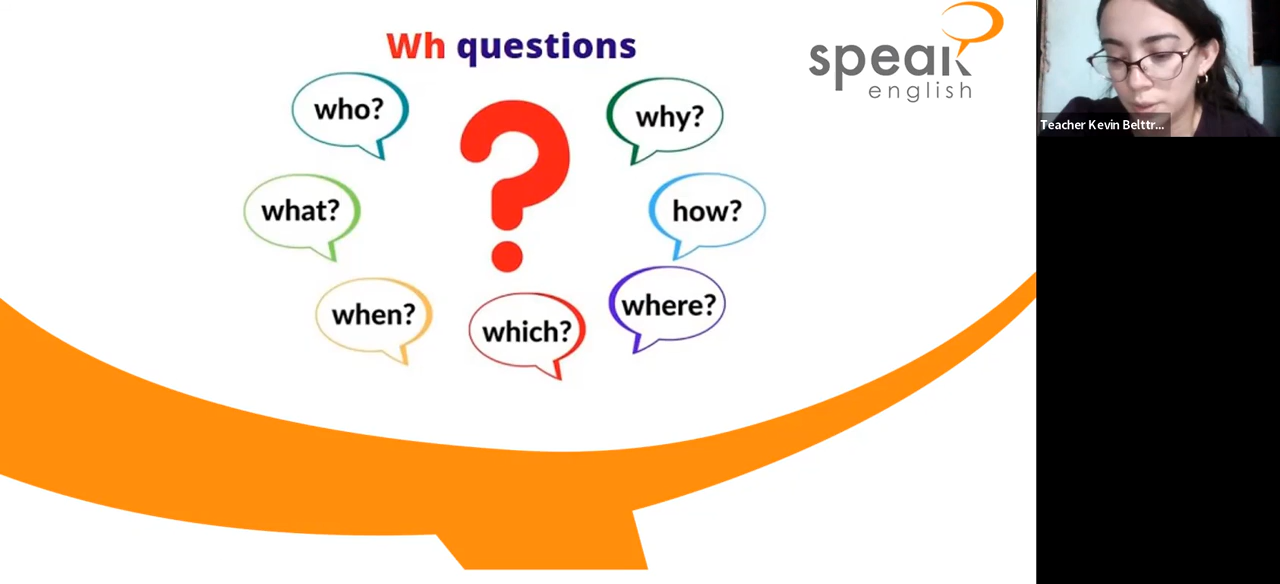 Wh questions
speak
english
who?
why?
what?
how?
when?
which?
where?
Teacher Kevin Belttr...